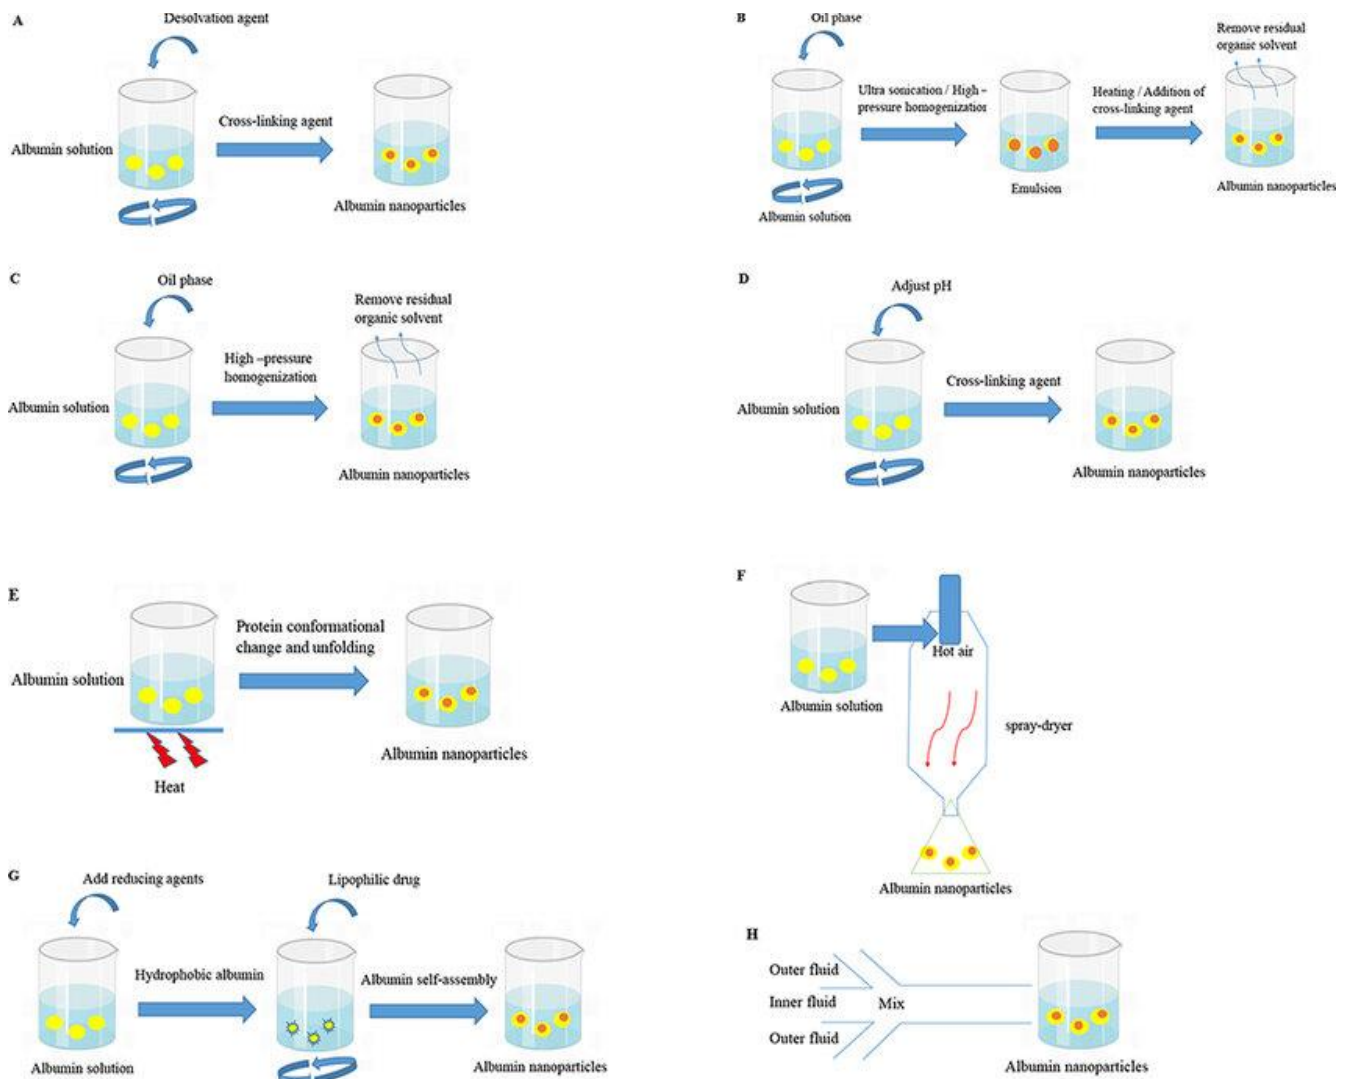 A
Desolvation agent
Albumin solution
Cross-linking agent
Albumin nanoparticles
B
Oil phase
Ultra sonication / High –
pressure homogenization
Albumin solution
Emulsion
Heating / Addition of
cross-linking agent
Remove residual
organic solvent
Albumin nanoparticles
C
Oil phase
Albumin solution
High –pressure
homogenization
Remove residual
organic solvent
Albumin nanoparticles
D
Adjust pH
Albumin solution
Cross-linking agent
Albumin nanoparticles
E
Albumin solution
Heat
Protein conformational
change and unfolding
Albumin nanoparticles
F
Albumin solution
Hot air
spray-dryer
Albumin nanoparticles
G
Add reducing agents
Albumin solution
Hydrophobic albumin
Lipophilic drug
Albumin self-assembly
Albumin nanoparticles
H
Outer fluid
Inner fluid
Outer fluid
Mix
Albumin nanoparticles